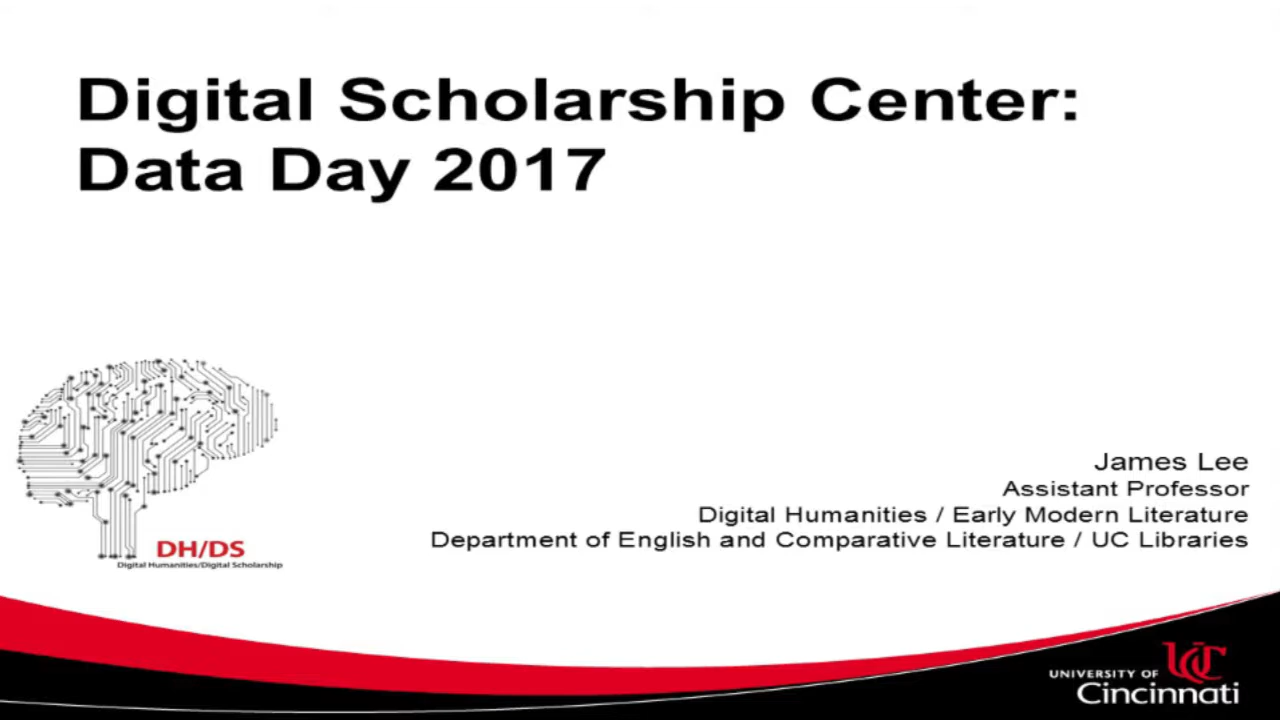 Digital Scholarship Center:
Data Day 2017
James Lee
Assistant Professor
Digital Humanities / Early Modern Literature
Department of English and Comparative Literature / UC Libraries
DH/DS
Digital Humanities/Digital Scholarship
UC
UNIVERSITY OF
Cincinnati